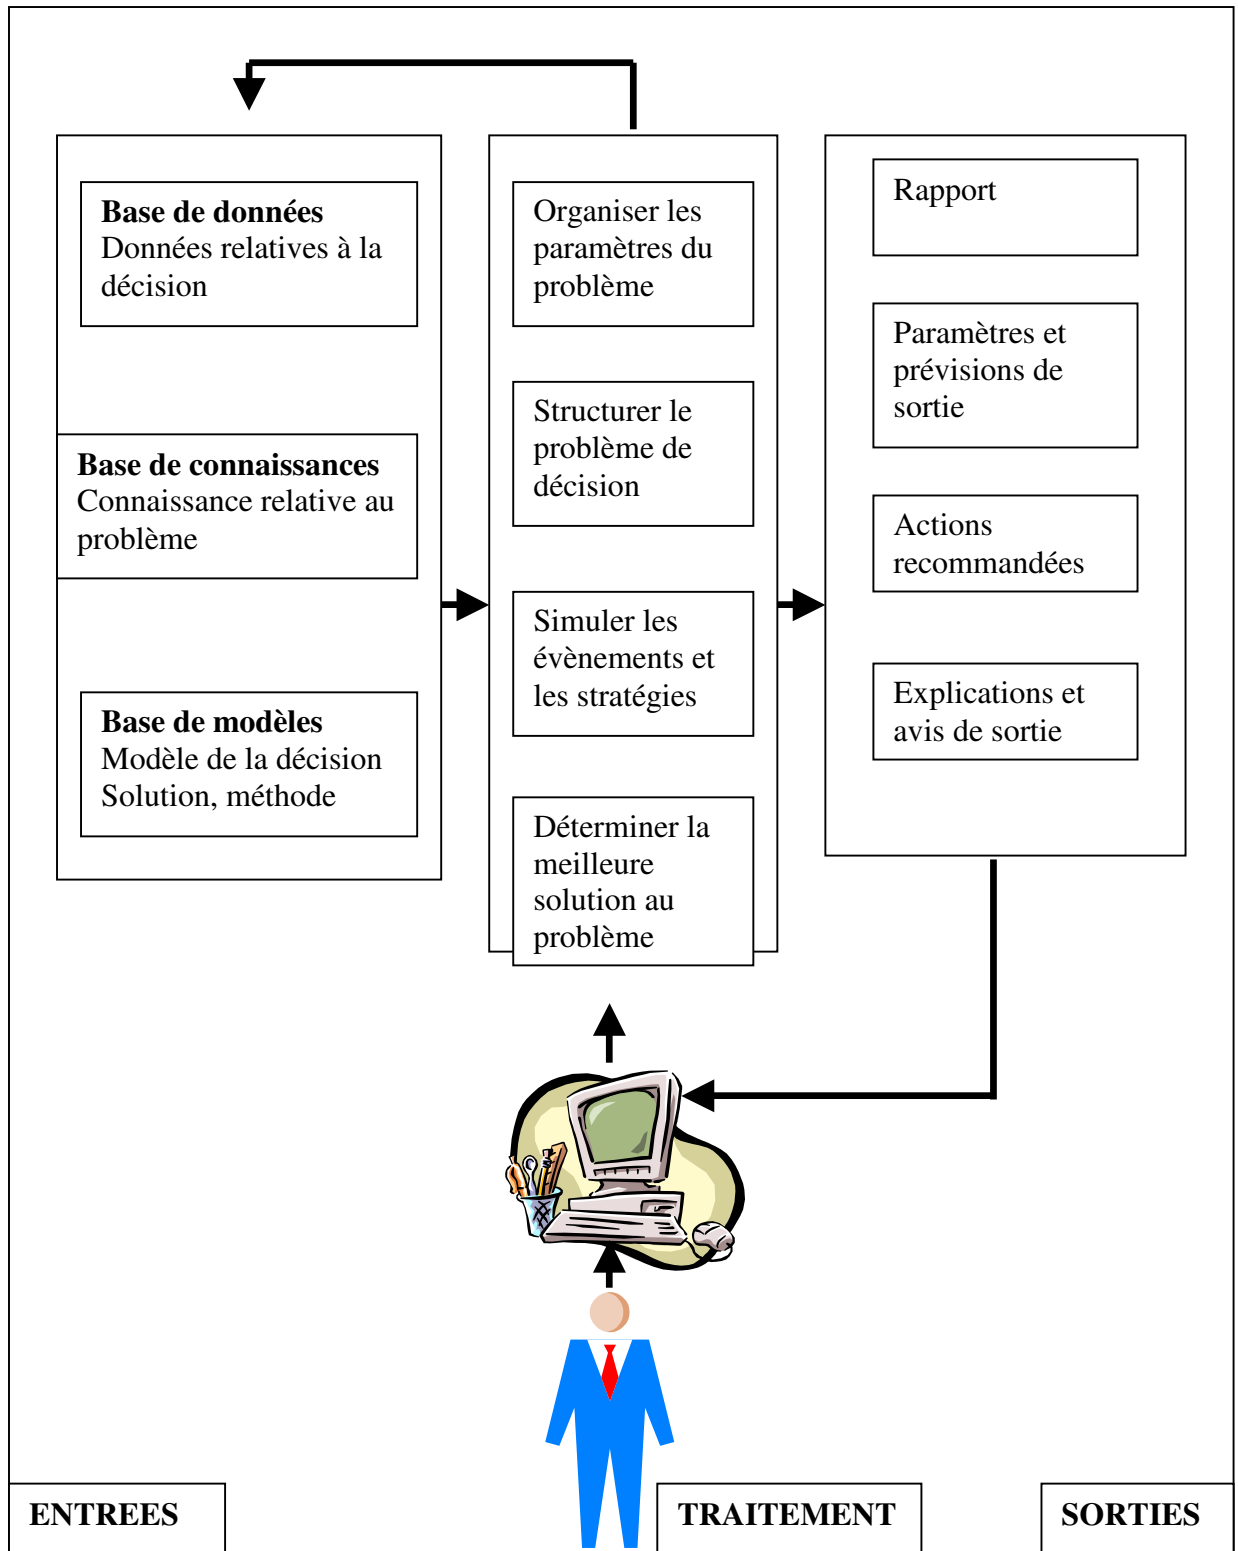 Base de données
Données relatives à la
décision
Base de connaissances
Connaissance relative au
problème
Base de modèles
Modèle de la décision
Solution, méthode
Organiser les
paramètres du
problème
Structurer le
problème de
décision
Simuler les
évènements et
les stratégies
Déterminer la
meilleure
solution au
problème
Rapport
Paramètres et
prévisions de
sortie
Actions
recommandées
Explications et
avis de sortie
ENTREES
TRAITEMENT
SORTIES